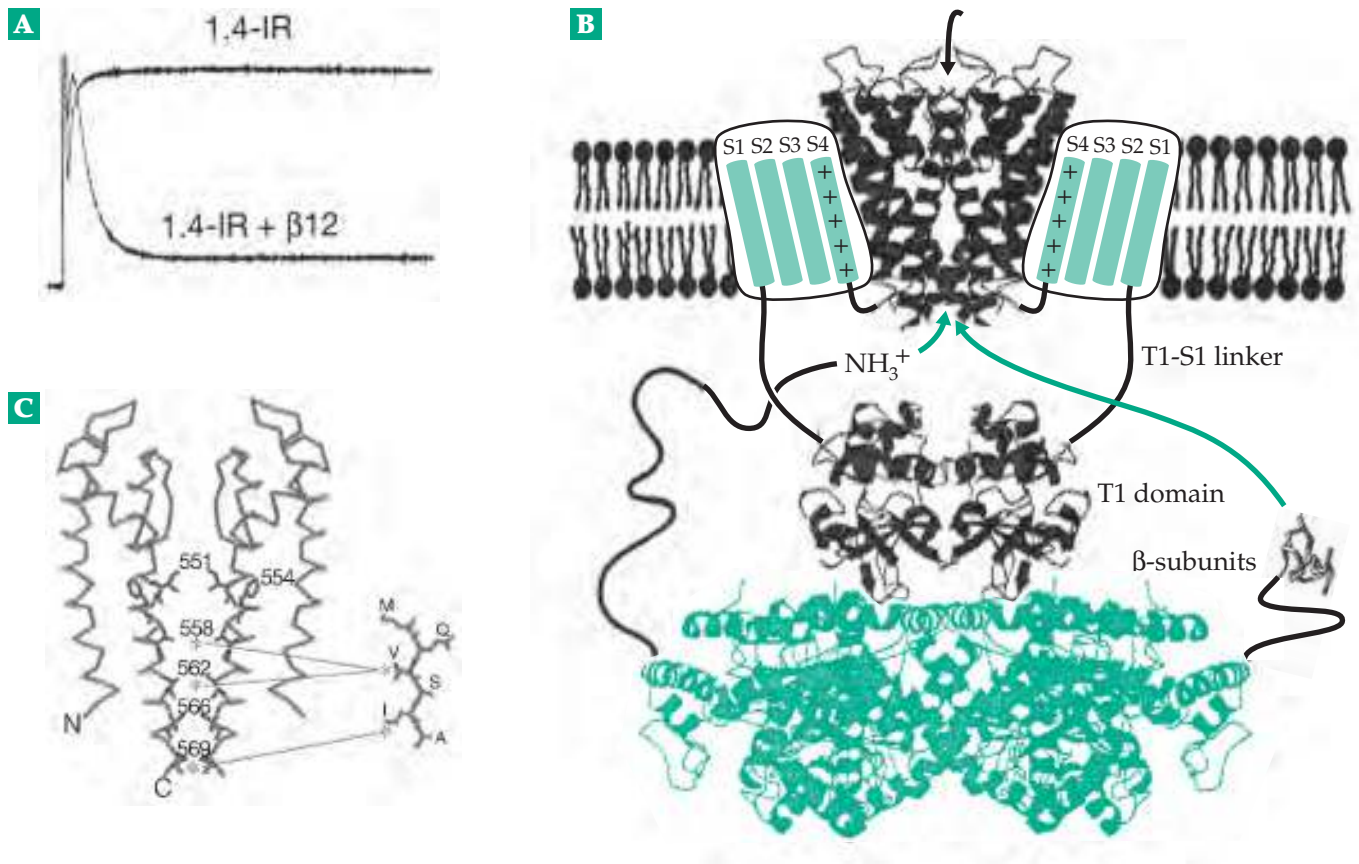 A
1,4-IR
1,4-IR + β12
B
S1 S2 S3 S4
S4 S3 S2 S1
+
+
+
+
+
+
+
+
+
+
NH₃⁺
T1-S1 linker
T1 domain
β-subunits
C
551
554
558
562
566
569
N
C
M
Q
V
S
I
A